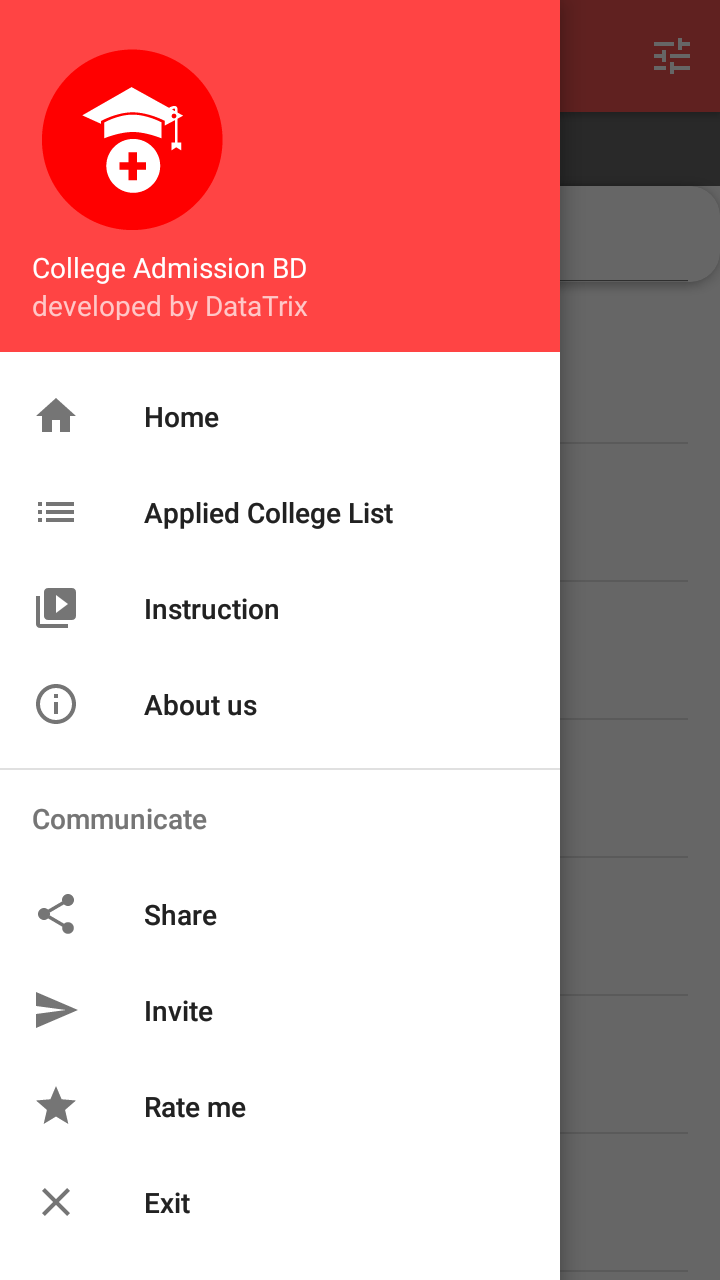 College Admission BD
developed by DataTrix
Home
Applied College List
Instruction
About us
Communicate
Share
Invite
Rate me
Exit